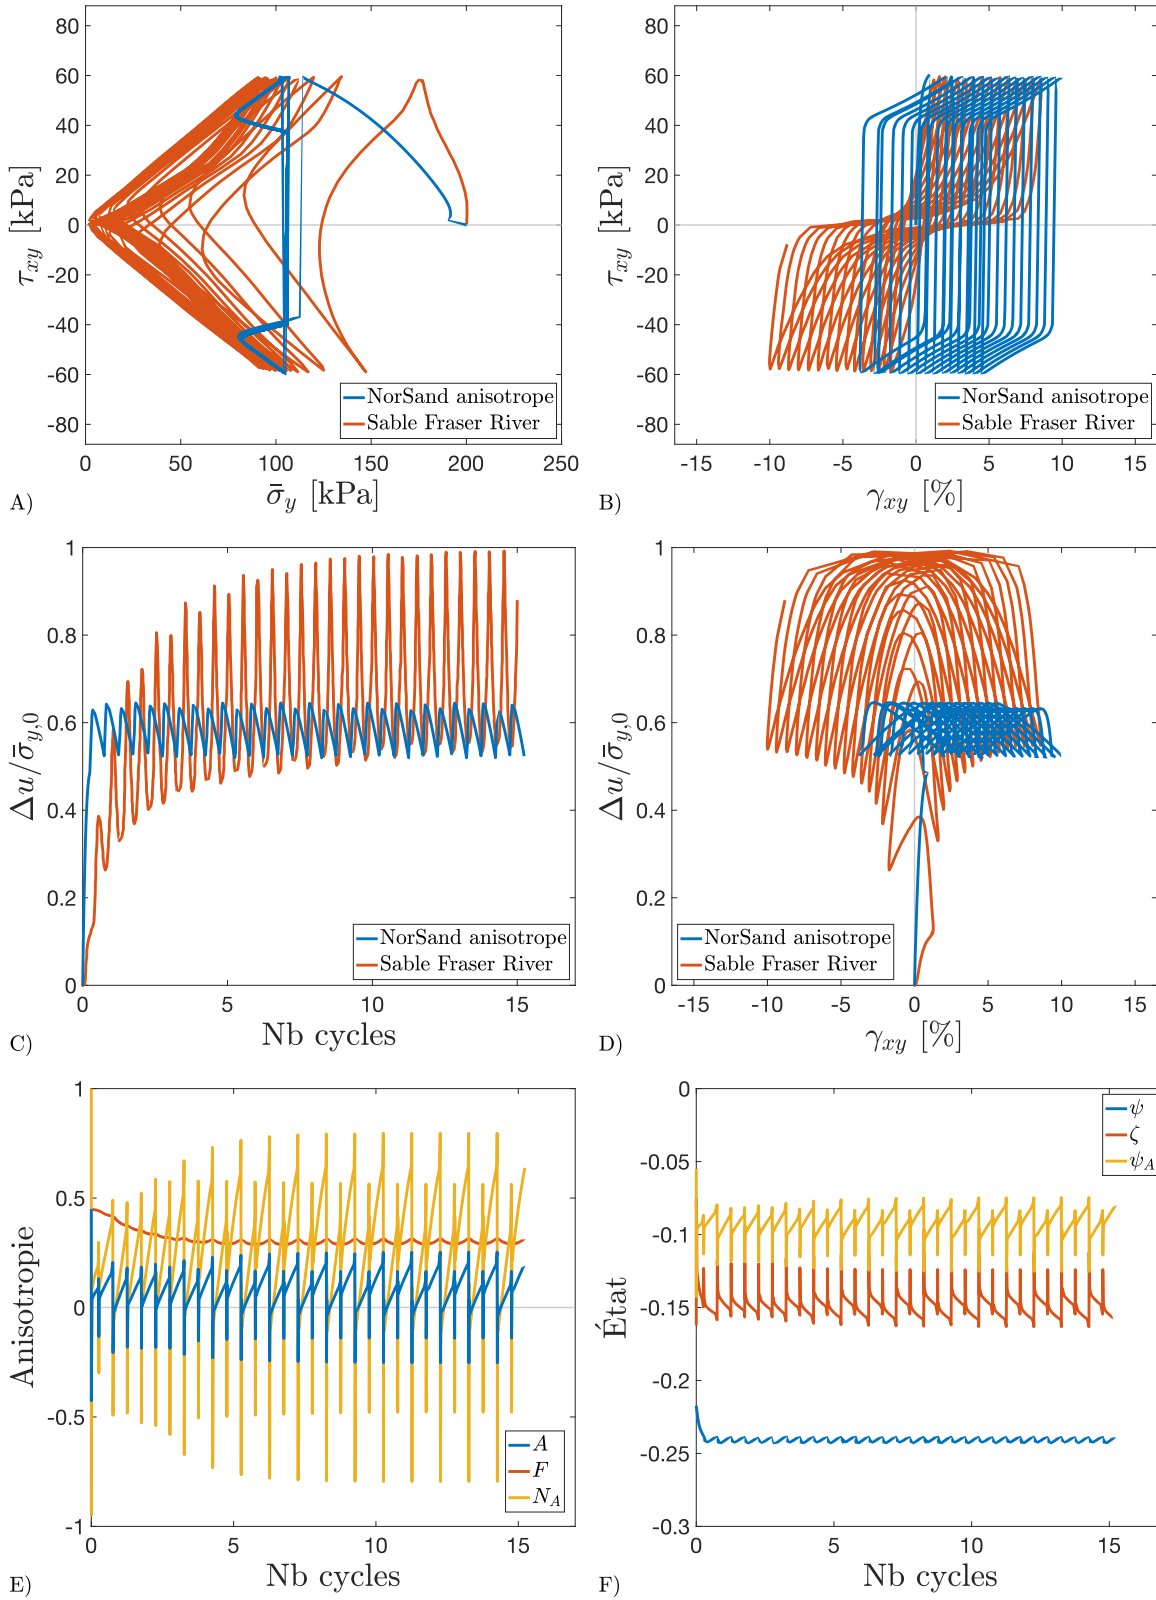 80
60
40
20
0
-20
-40
-60
-80
τxy [kPa]
0 50 100 150 200 250
σ̄y [kPa]
NorSand anisotrope
Sable Fraser River
A)
80
60
40
20
0
-20
-40
-60
-80
τxy [kPa]
-15 -10 -5 0 5 10 15
γxy [%]
NorSand anisotrope
Sable Fraser River
B)
1
0.8
0.6
0.4
0.2
0
Δu/σ̄y,0
0 5 10 15
Nb cycles
NorSand anisotrope
Sable Fraser River
C)
1
0.8
0.6
0.4
0.2
0
Δu/σ̄y,0
-15 -10 -5 0 5 10 15
γxy [%]
NorSand anisotrope
Sable Fraser River
D)
1
0.5
0
-0.5
-1
Anisotropie
0 5 10 15
Nb cycles
A
F
NA
E)
0
-0.05
-0.1
-0.15
-0.2
-0.25
-0.3
État
0 5 10 15
Nb cycles
ψ
ζ
ψA
F)